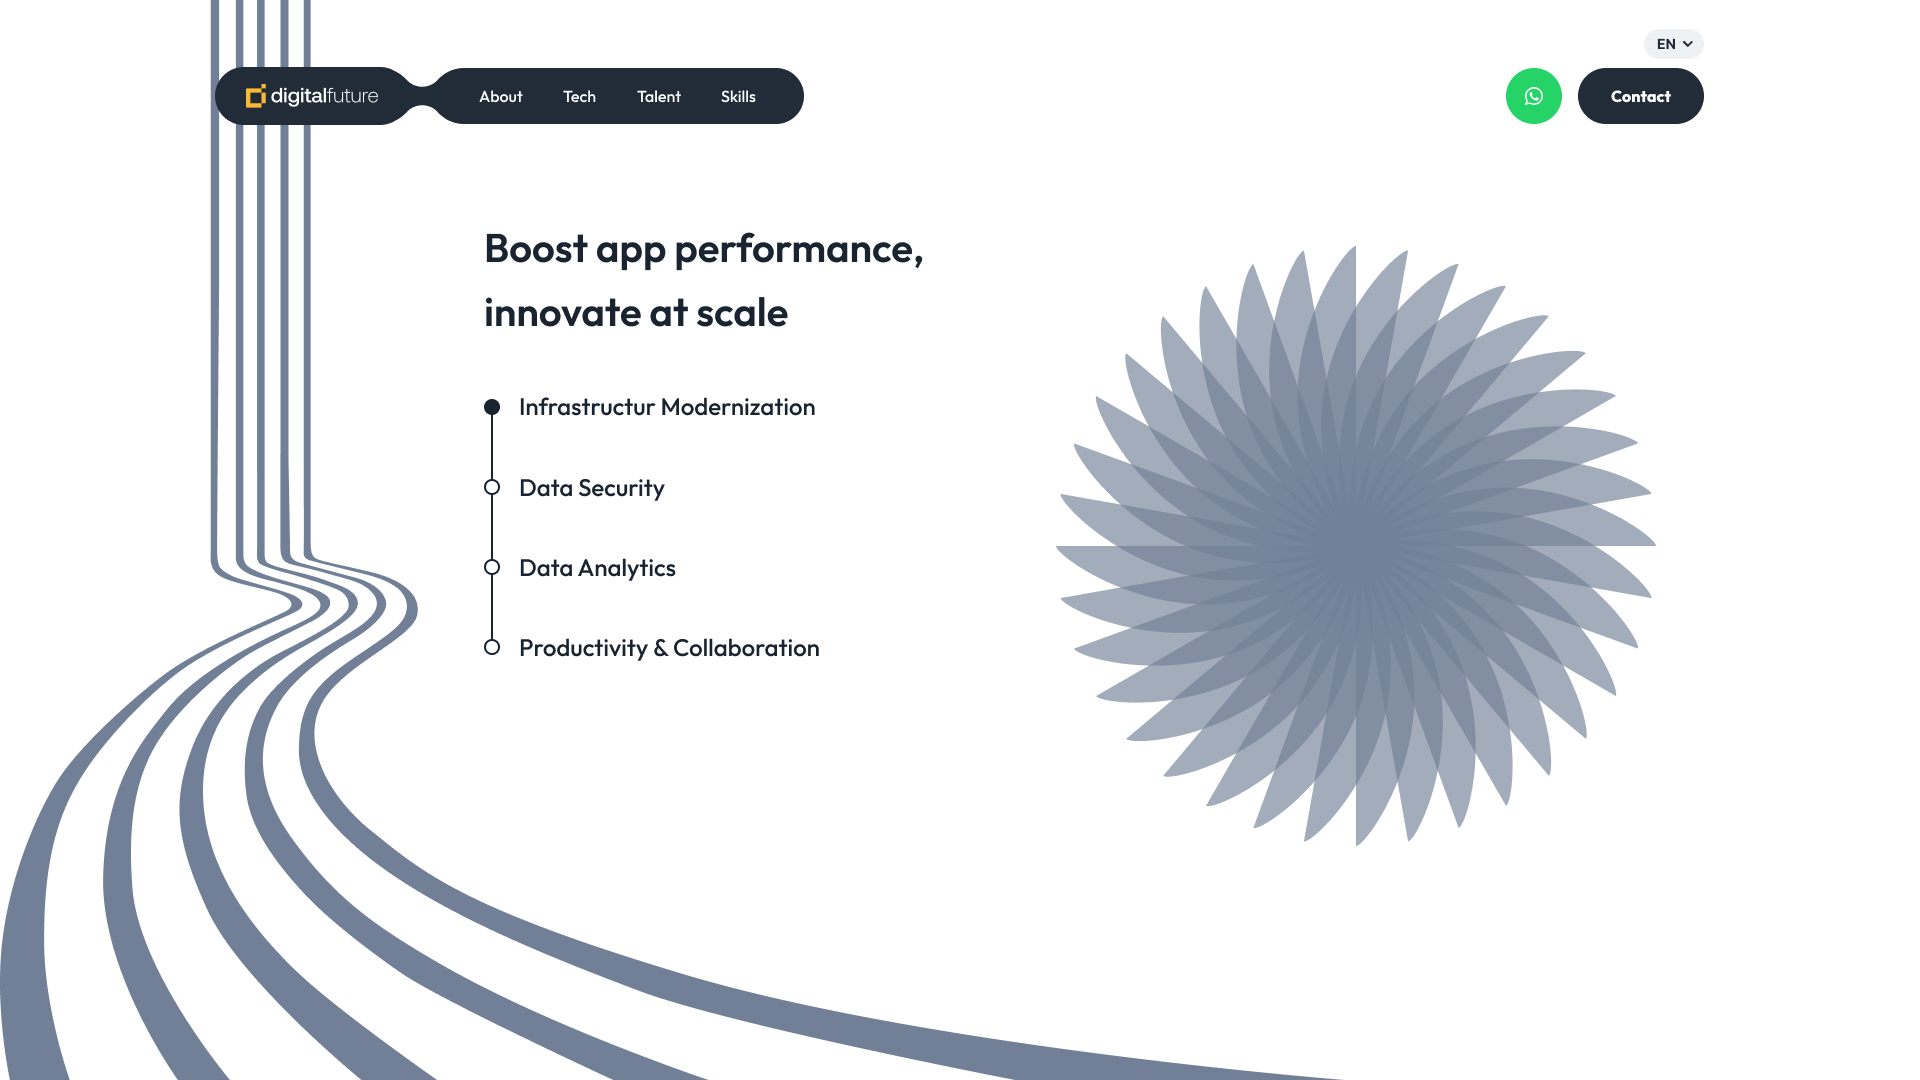 EN
digitalfuture
About
Tech
Talent
Skills
Contact
Boost app performance,
innovate at scale
Infrastructur Modernization
Data Security
Data Analytics
Productivity & Collaboration